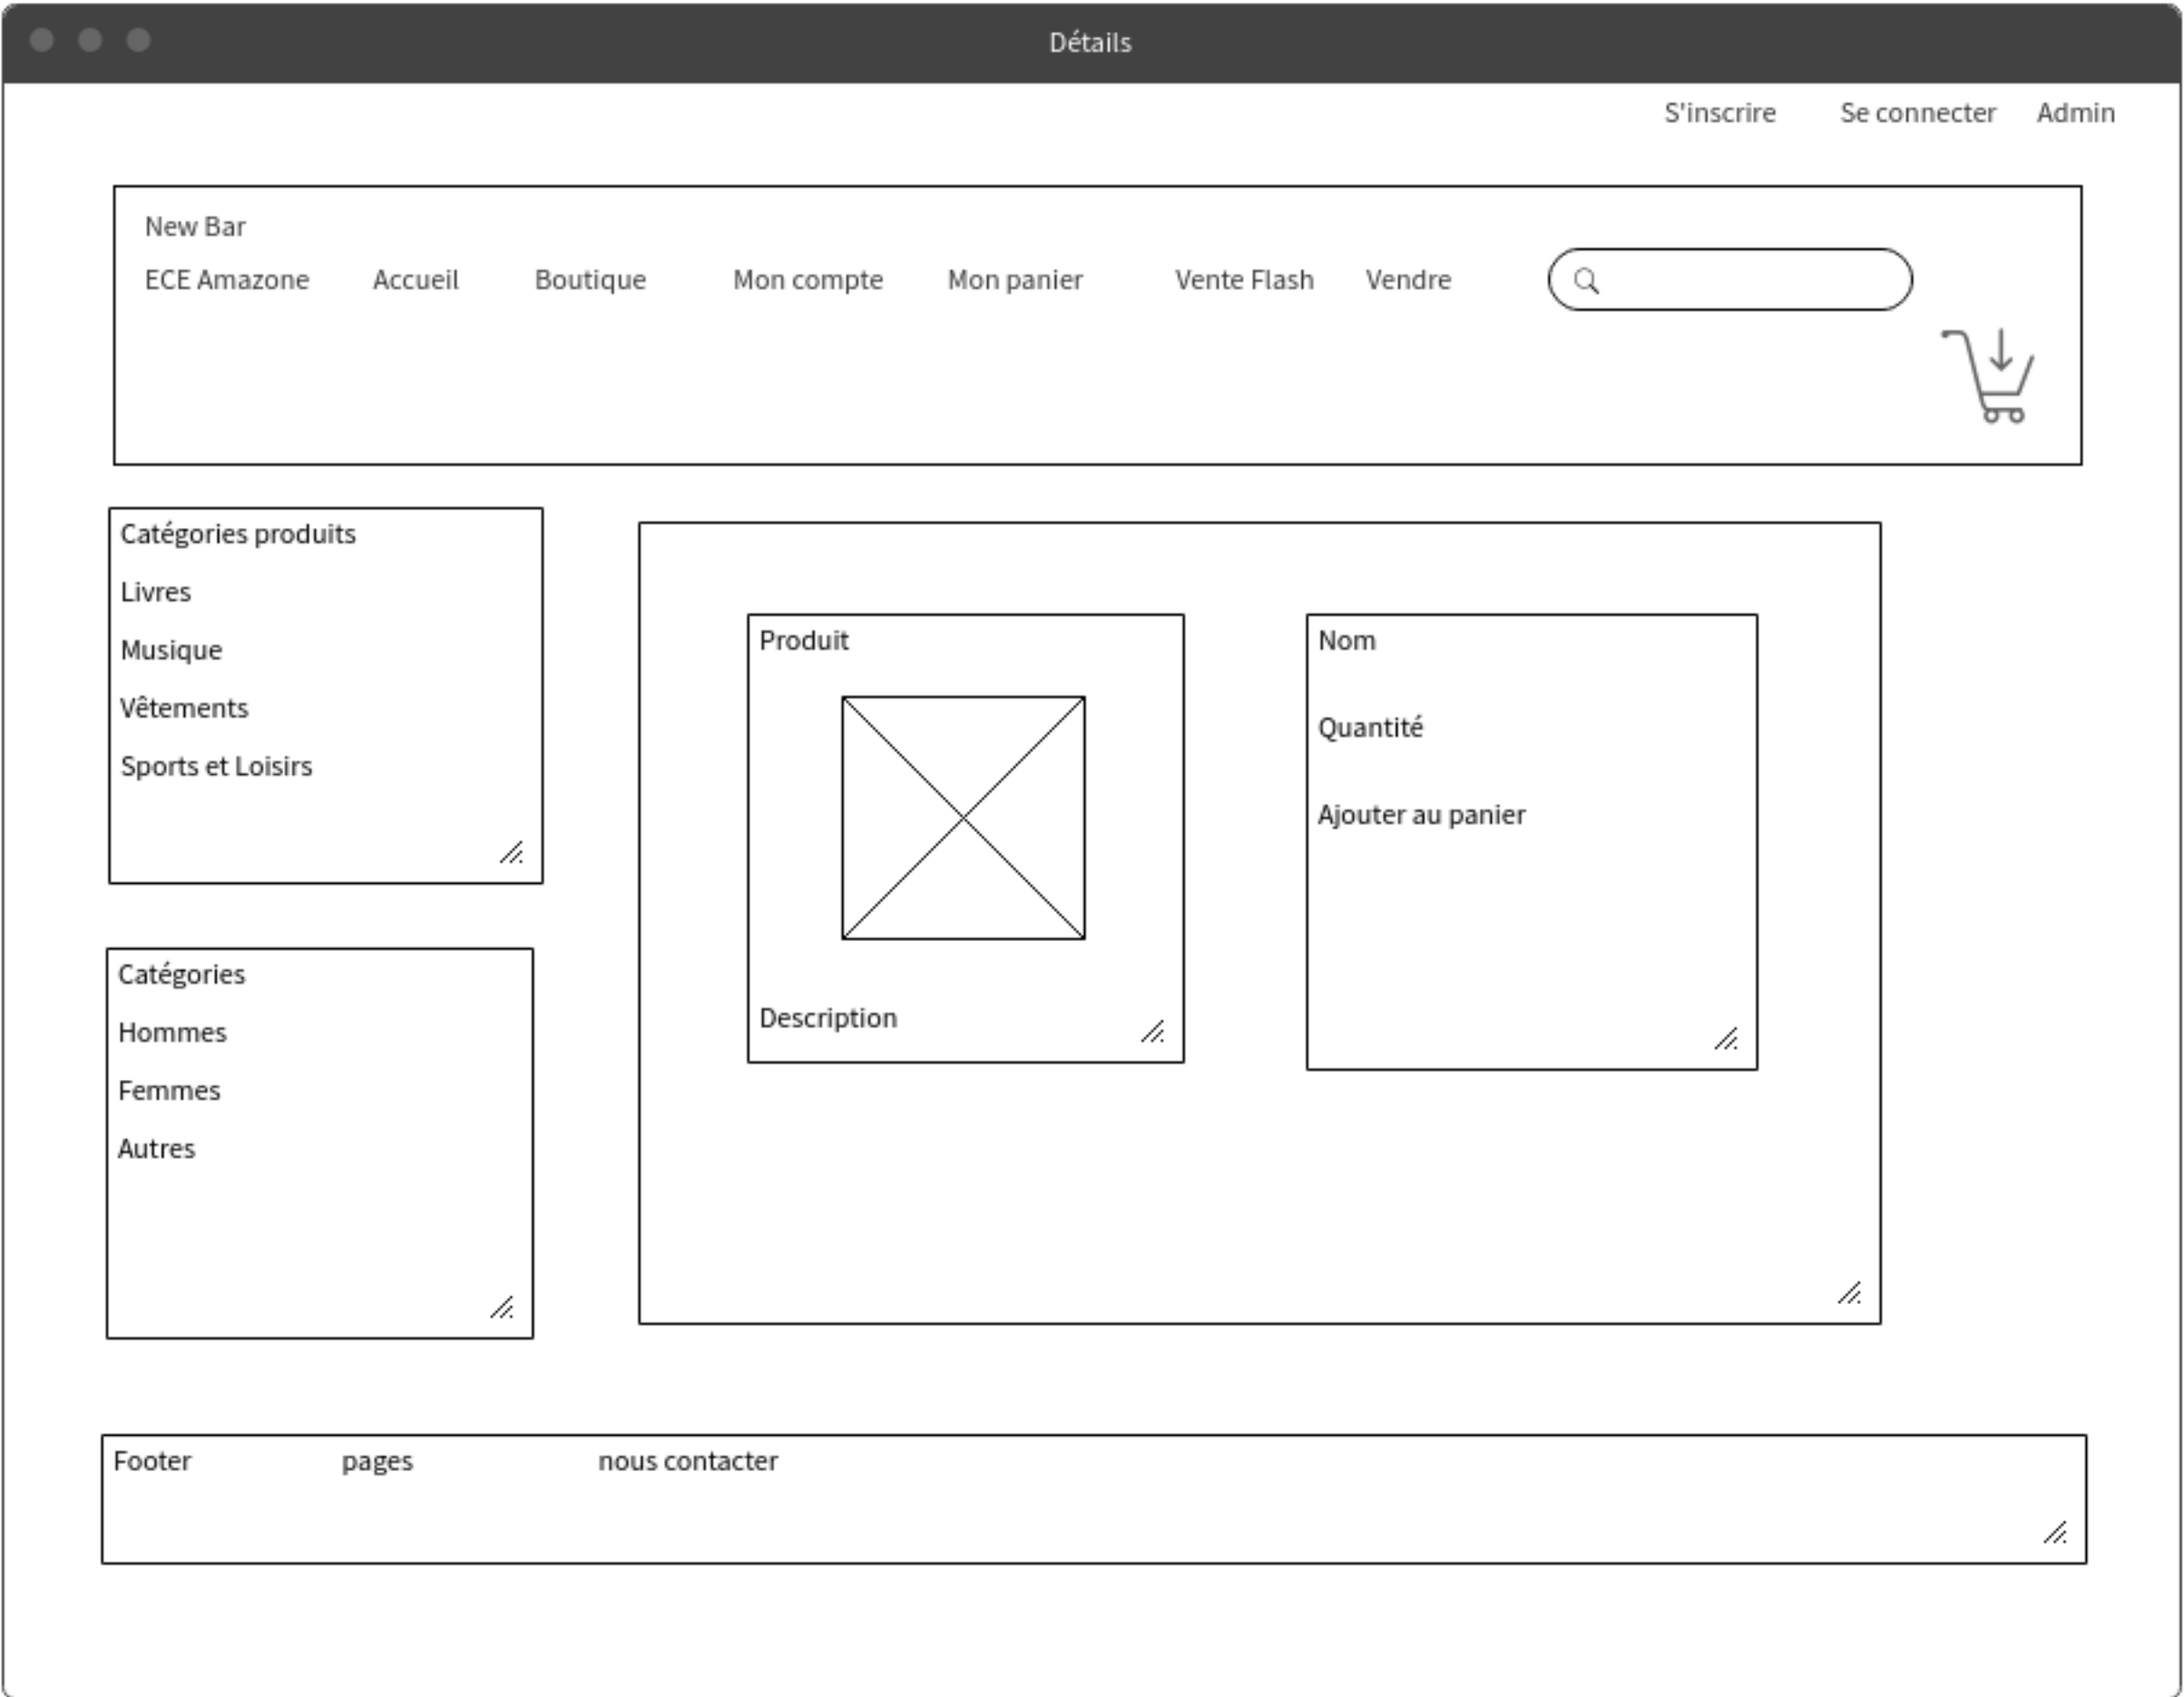 Détails
S'inscrire Se connecter Admin
New Bar
ECE Amazone Accueil Boutique Mon compte Mon panier Vente Flash Vendre
Catégories produits
Livres
Musique
Vêtements
Sports et Loisirs
Catégories
Hommes
Femmes
Autres
Produit
Description
Nom
Quantité
Ajouter au panier
Footer pages nous contacter